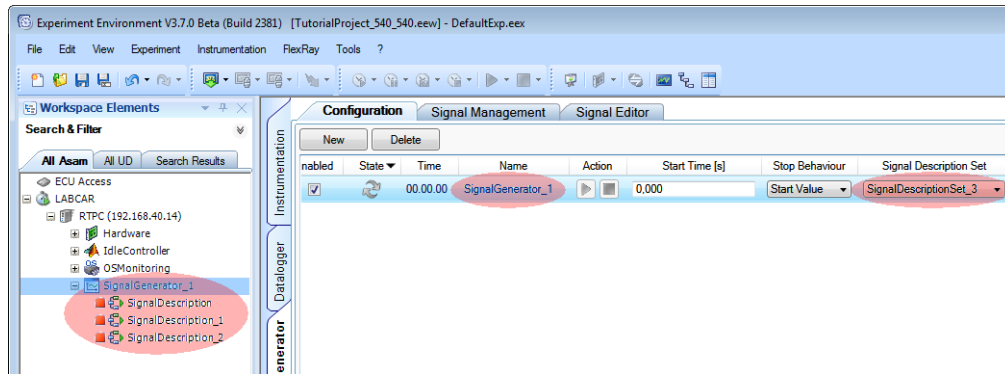 Experiment Environment V3.7.0 Beta (Build 2381) [TutorialProject_540_540.eew] - DefaultExp.eex
File Edit View Experiment Instrumentation FlexRay Tools ?
Workspace Elements
Search & Filter
All Asam All UD Search Results
ECU Access
LABCAR
RTPC (192.168.40.14)
Hardware
IdleController
OSMonitoring
SignalGenerator_1
SignalDescription
SignalDescription_1
SignalDescription_2
Instrumentation
Datalogger
enerator
Configuration Signal Management Signal Editor
New Delete
nabled State Time Name Action Start Time [s] Stop Behaviour Signal Description Set
00.00.00 SignalGenerator_1 0,000 Start Value SignalDescriptionSet_3